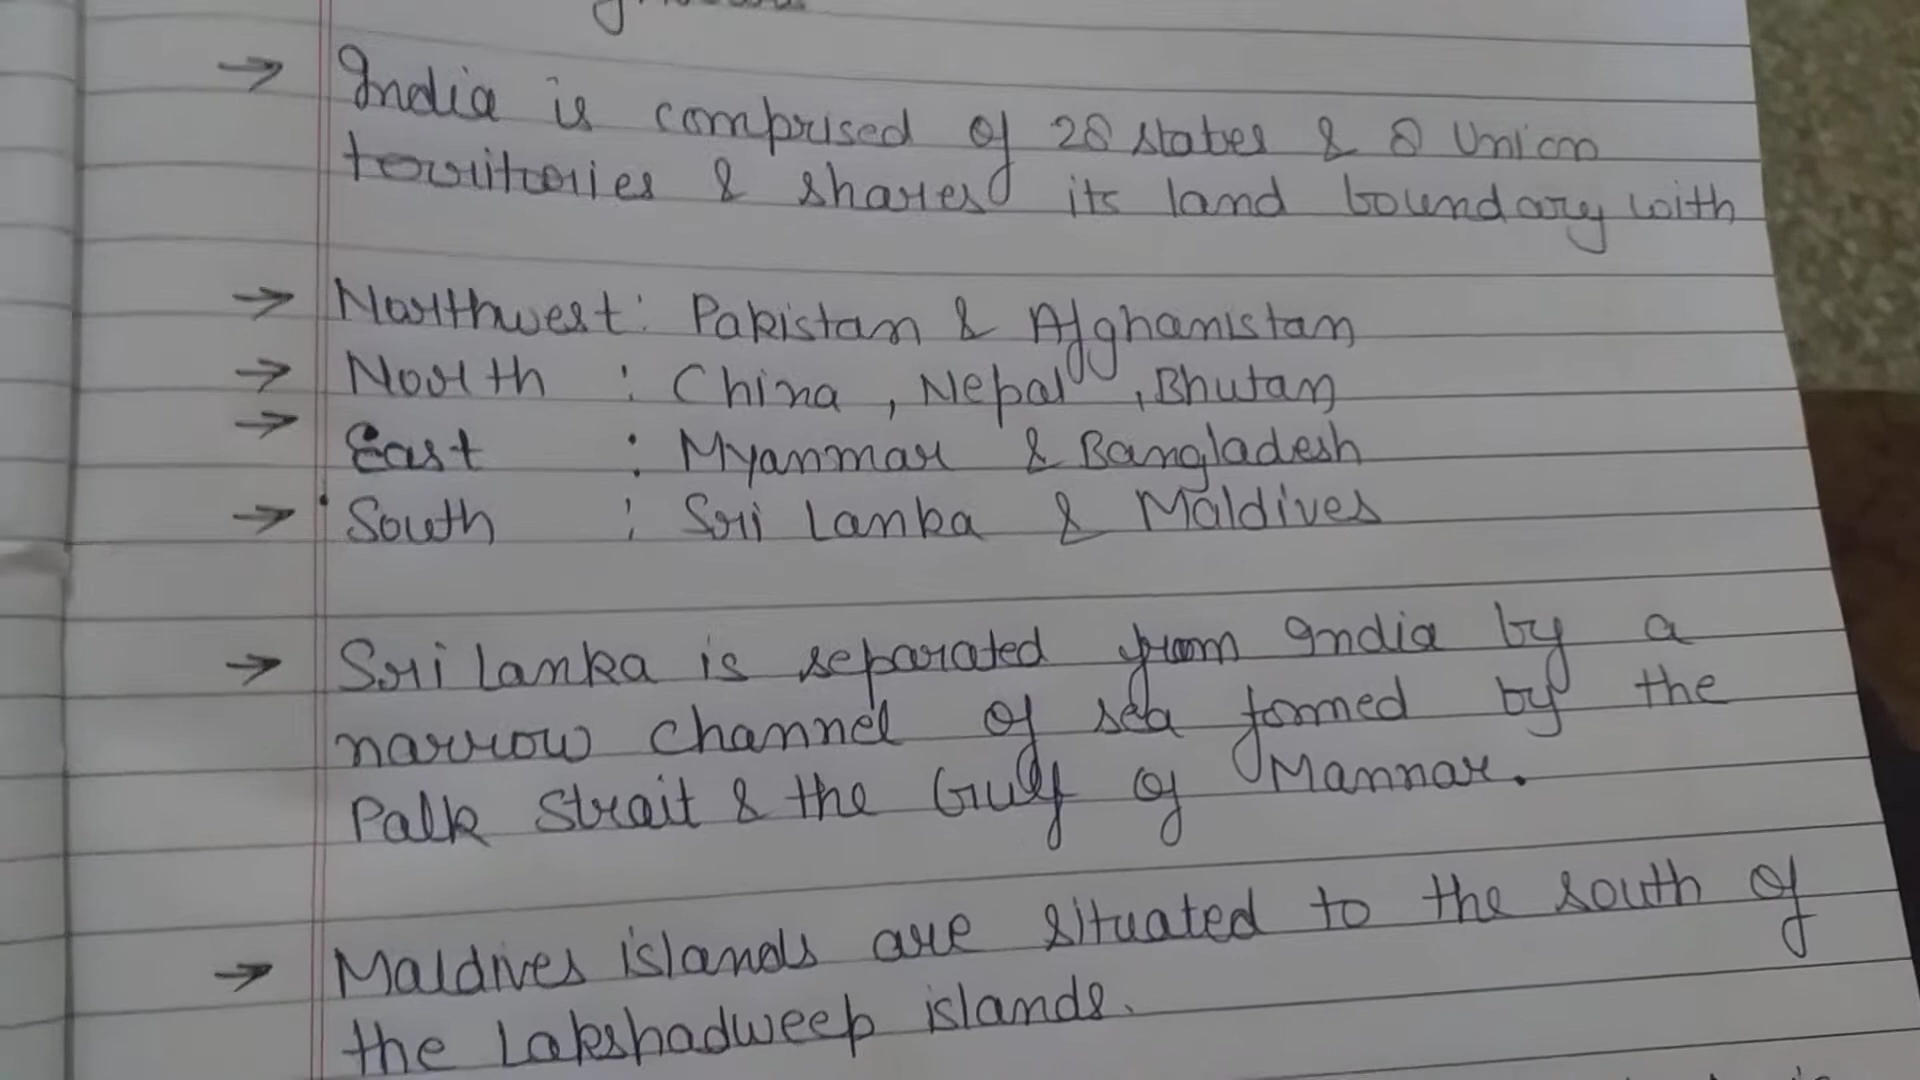 → India is comprised of 28 states & 8 Union
territories & shares its land boundary with
→ Northwest: Pakistan & Afghanistan
→ North : China, Nepal, Bhutan
→ East : Myanmar & Bangladesh
→ South : Sri Lanka & Maldives
→ Sri Lanka is separated from India by a
narrow channel of sea formed by the
Palk Strait & the Gulf of Mannar.
→ Maldives islands are situated to the south of
the Lakshadweep islands.